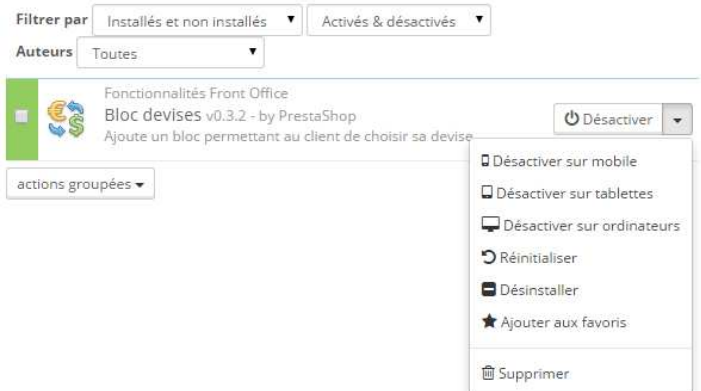 Filtrer par Installés et non installés Activés & désactivés
Auteurs Toutes
Fonctionnalités Front Office
Bloc devises v0.3.2 - by PrestaShop
Ajoute un bloc permettant au client de choisir sa devise
Désactiver
Désactiver sur mobile
actions groupées
Désactiver sur tablettes
Désactiver sur ordinateurs
Réinitialiser
Désinstaller
Ajouter aux favoris
Supprimer